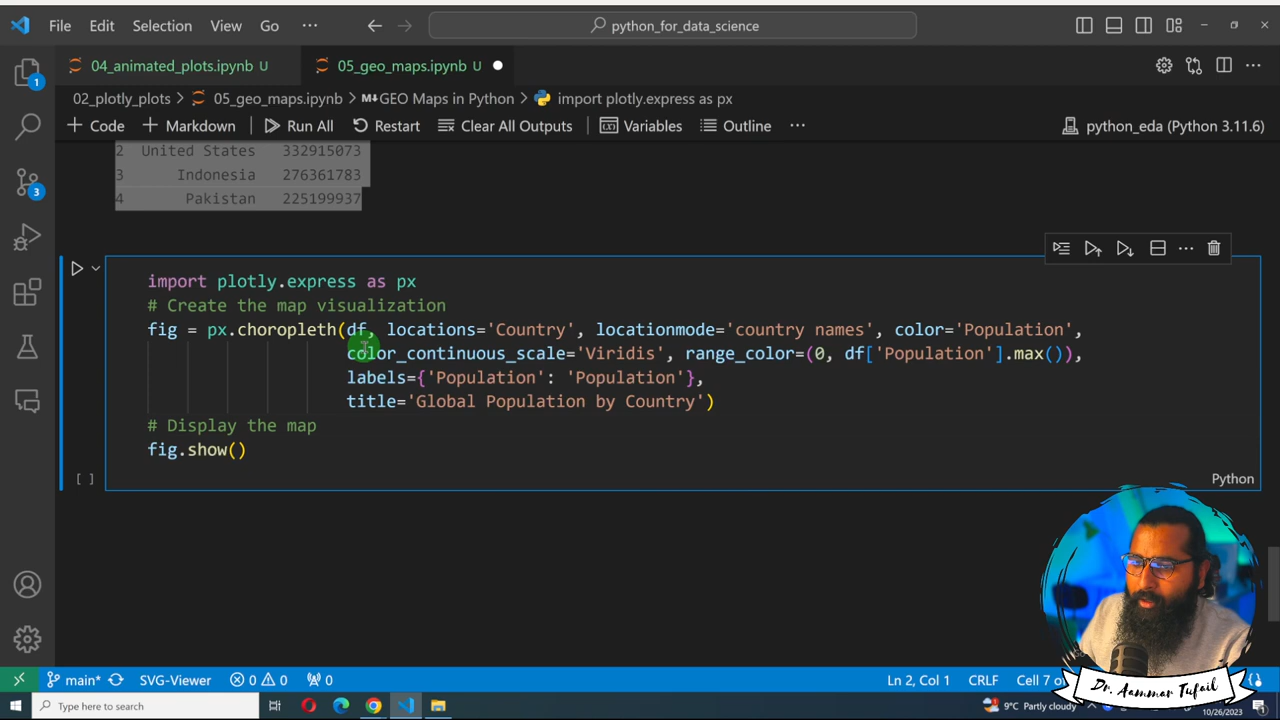 File Edit Selection View Go ··· python_for_data_science
04_animated_plots.ipynb U 05_geo_maps.ipynb U
02_plotly_plots > 05_geo_maps.ipynb > M↓GEO Maps in Python > import plotly.express as px
+ Code + Markdown Run All Restart Clear All Outputs Variables Outline ··· python_eda (Python 3.11.6)
2 United States 332915073
3 Indonesia 276361783
4 Pakistan 225199937
import plotly.express as px
# Create the map visualization
fig = px.choropleth(df, locations='Country', locationmode='country names', color='Population',
color_continuous_scale='Viridis', range_color=(0, df['Population'].max()),
labels={'Population': 'Population'},
title='Global Population by Country')
# Display the map
fig.show()
[ ] Python
1
3
main* SVG-Viewer 0 0 0 Ln 2, Col 1 CRLF Cell 7
Dr. Aammar Tufail
Type here to search 9°C Partly cloudy 10/26/2023